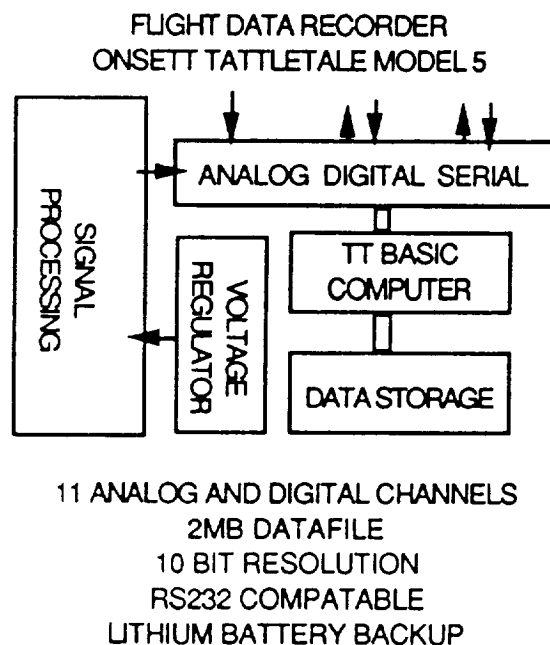 FLIGHT DATA RECORDER
ONSETT TATTLETALE MODEL 5
ANALOG DIGITAL SERIAL
SIGNAL
PROCESSING
VOLTAGE
REGULATOR
TT BASIC
COMPUTER
DATA STORAGE
11 ANALOG AND DIGITAL CHANNELS
2MB DATAFILE
10 BIT RESOLUTION
RS232 COMPATABLE
LITHIUM BATTERY BACKUP